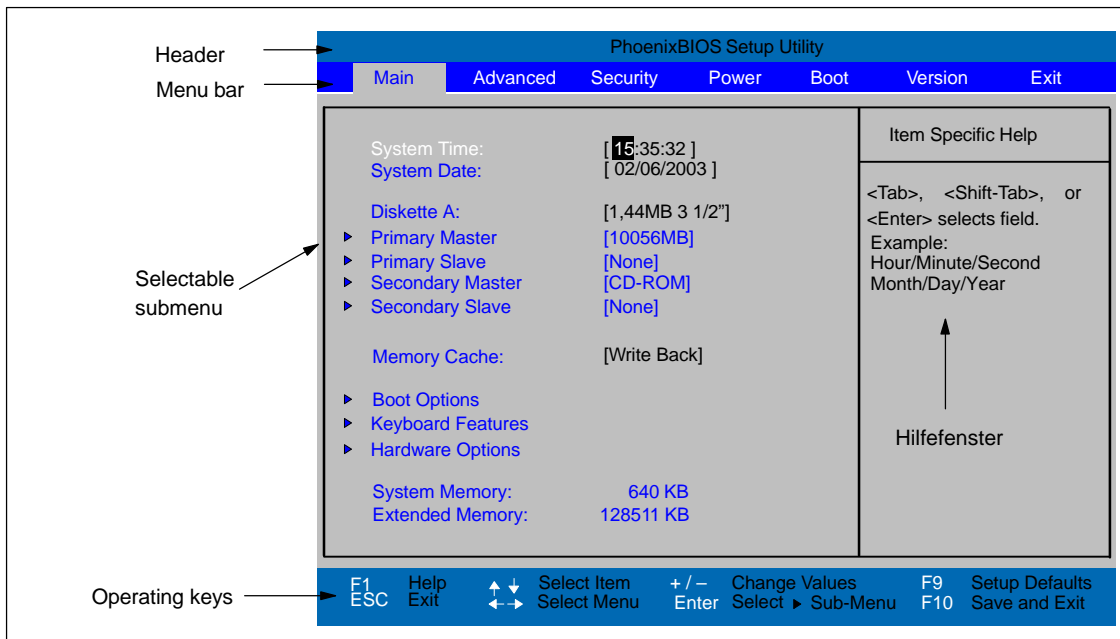 Header
PhoenixBIOS Setup Utility
Menu bar
Main Advanced Security Power Boot Version Exit
System Time: [ 15:35:32 ]
System Date: [ 02/06/2003 ]
Diskette A: [1,44MB 3 1/2”]
Primary Master [10056MB]
Primary Slave [None]
Secondary Master [CD-ROM]
Secondary Slave [None]
Memory Cache: [Write Back]
Boot Options
Keyboard Features
Hardware Options
System Memory: 640 KB
Extended Memory: 128511 KB
Item Specific Help
<Tab>, <Shift-Tab>, or
<Enter> selects field.
Example:
Hour/Minute/Second
Month/Day/Year
Hilfefenster
Selectable
submenu
Operating keys
F1 Help Select Item + / – Change Values F9 Setup Defaults
ESC Exit Select Menu Enter Select Sub-Menu F10 Save and Exit